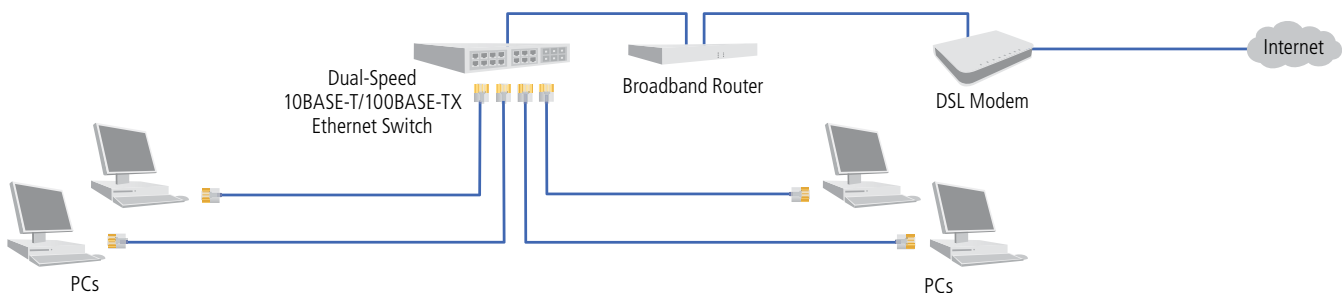 Internet
Dual-Speed
10BASE-T/100BASE-TX
Ethernet Switch
Broadband Router
DSL Modem
PCs
PCs